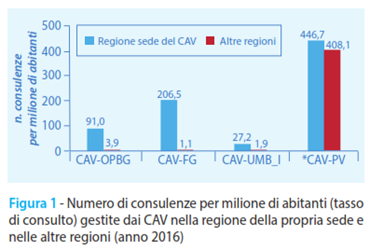 n. consulenze
per milione di abitanti
500
400
300
200
100
0
Regione sede del CAV
Altre regioni
91,0
3,9
206,5
1,1
27,2
1,9
446,7
408,1
CAV-OPBG
CAV-FG
CAV-UMB_I
*CAV-PV
Figura 1 - Numero di consulenze per milione di abitanti (tasso
di consulto) gestite dai CAV nella regione della propria sede e
nelle altre regioni (anno 2016)